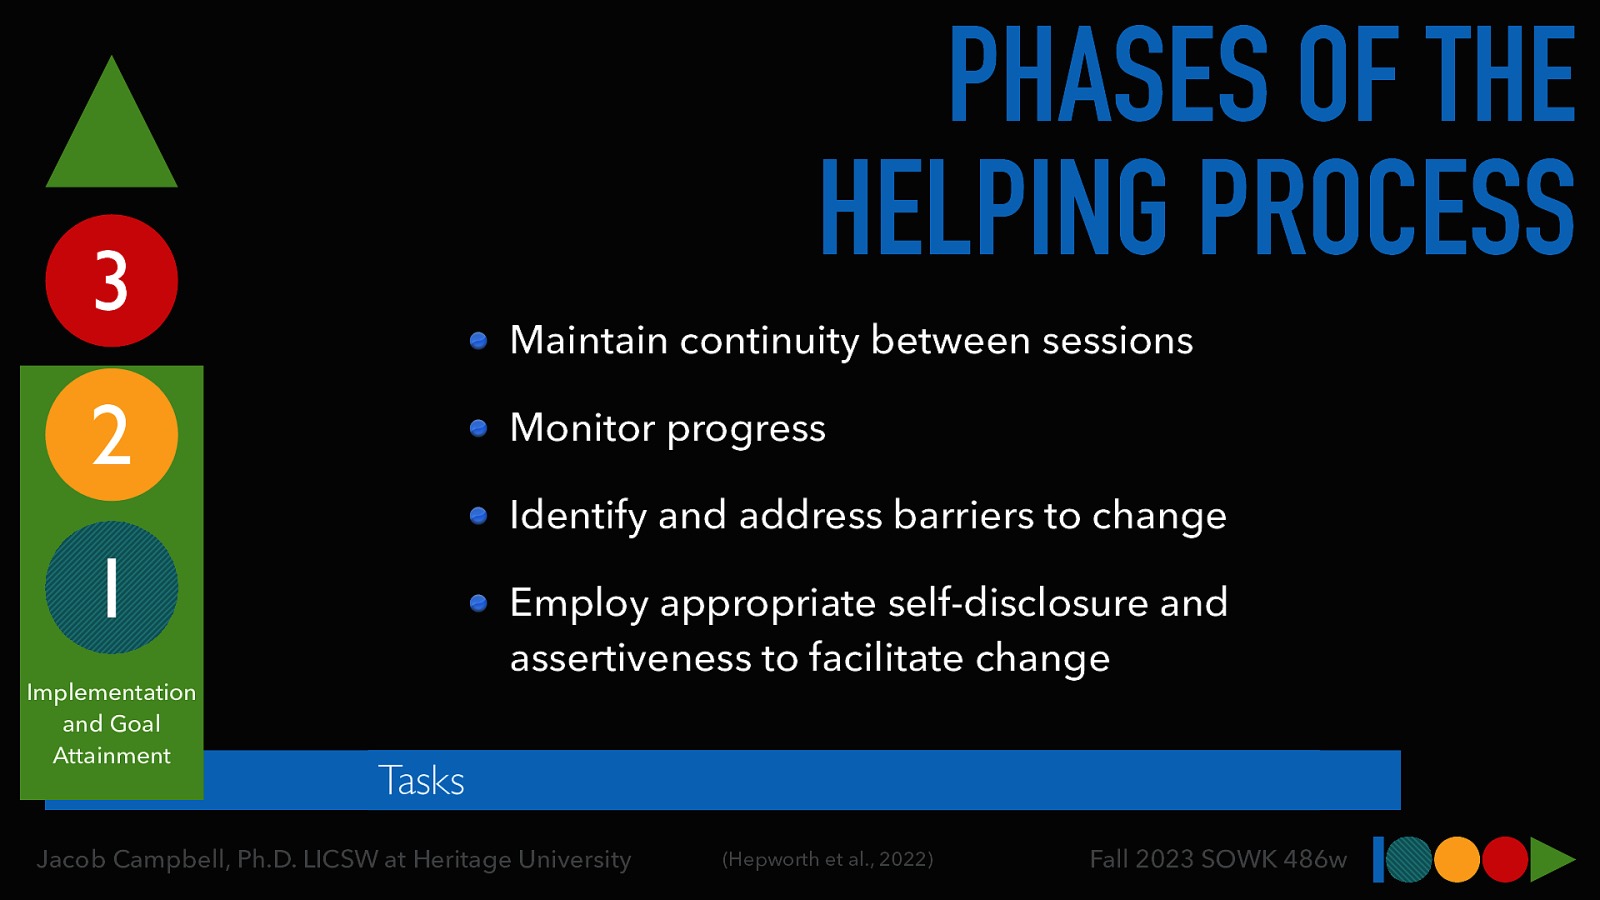 PHASES OF THE
HELPING PROCESS
3
2
1
Implementation
and Goal
Attainment
Maintain continuity between sessions
Monitor progress
Identify and address barriers to change
Employ appropriate self-disclosure and
assertiveness to facilitate change
Tasks
Jacob Campbell, Ph.D. LICSW at Heritage University
(Hepworth et al., 2022)
Fall 2023 SOWK 486w